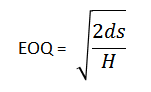 EOQ = √(2ds/H)